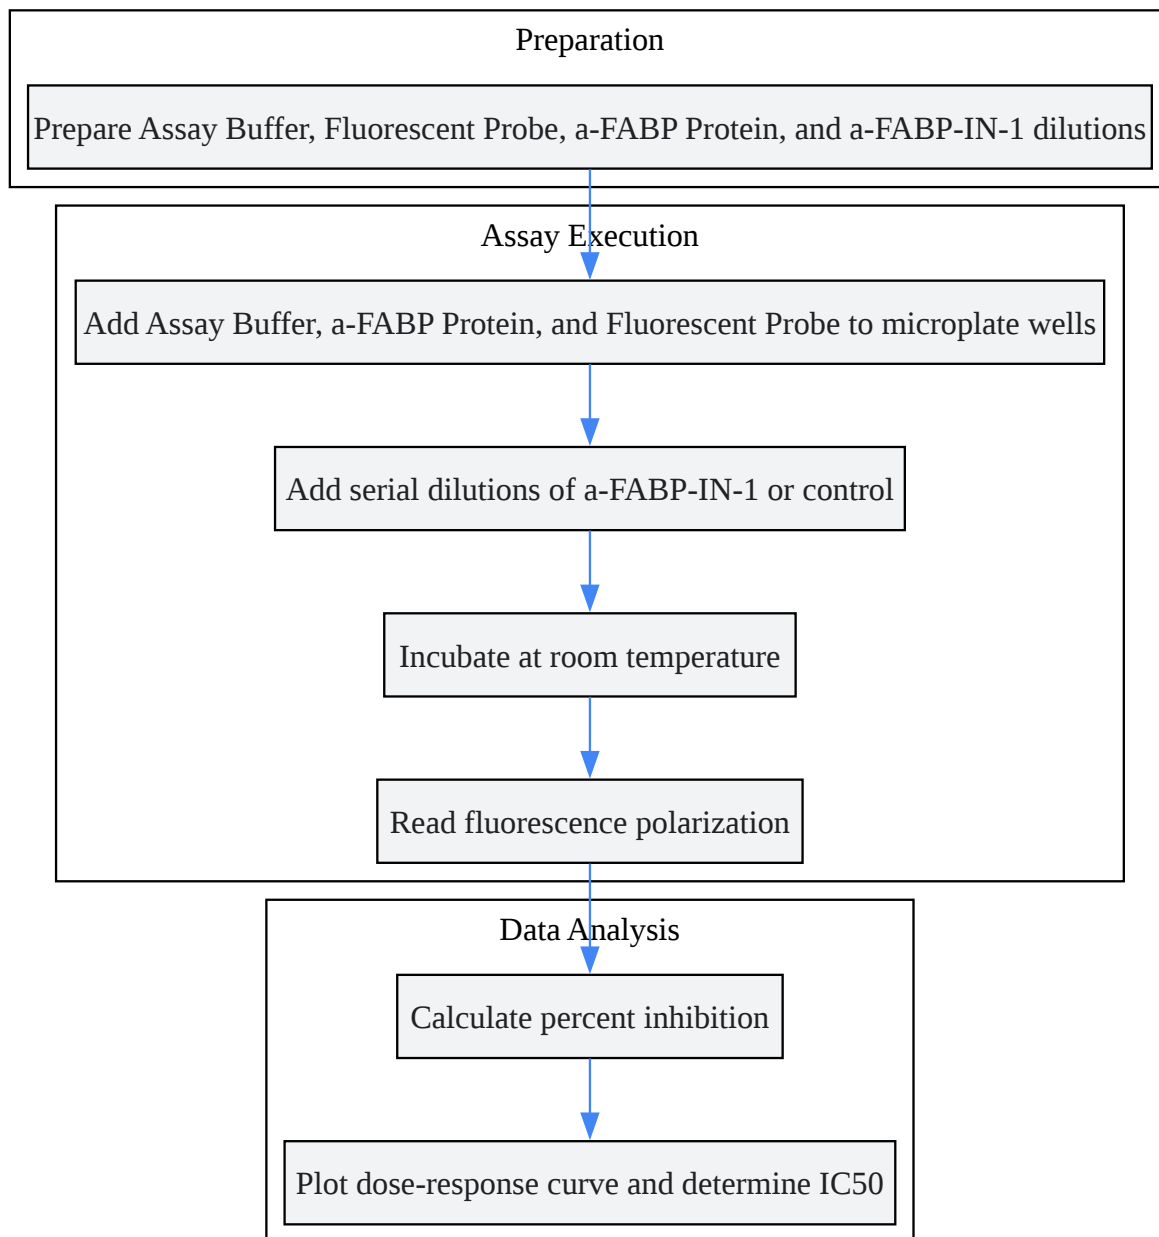 Preparation
Prepare Assay Buffer, Fluorescent Probe, a-FABP Protein, and a-FABP-IN-1 dilutions
Assay Execution
Add Assay Buffer, a-FABP Protein, and Fluorescent Probe to microplate wells
Add serial dilutions of a-FABP-IN-1 or control
Incubate at room temperature
Read fluorescence polarization
Data Analysis
Calculate percent inhibition
Plot dose-response curve and determine IC50